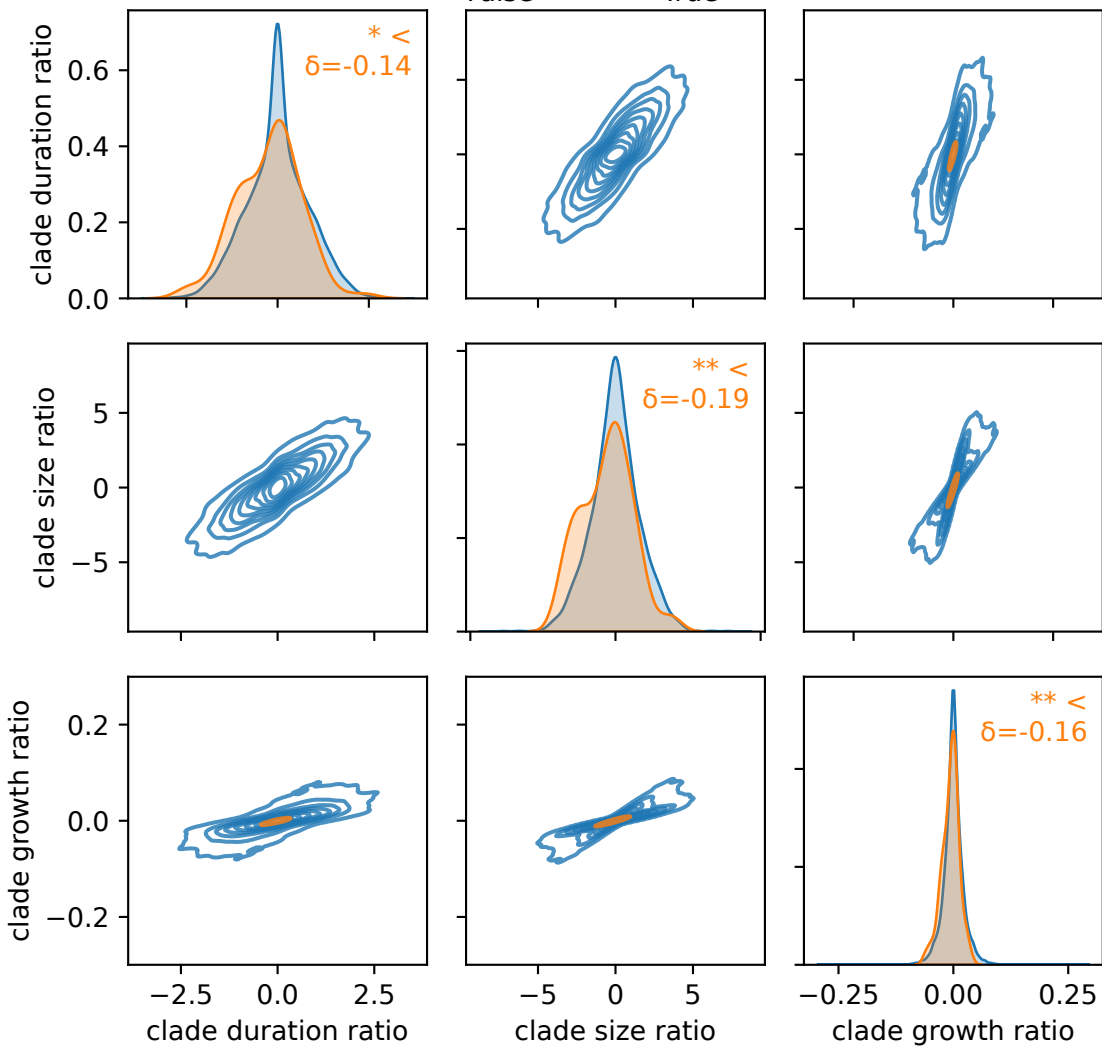 clade duration ratio
0.6
0.4
0.2
0.0
* <
δ=-0.14
clade size ratio
5
0
−5
** <
δ=-0.19
clade growth ratio
0.2
0.0
−0.2
** <
δ=-0.16
−2.5 0.0 2.5
−5 0 5
−0.25 0.00 0.25
clade duration ratio
clade size ratio
clade growth ratio